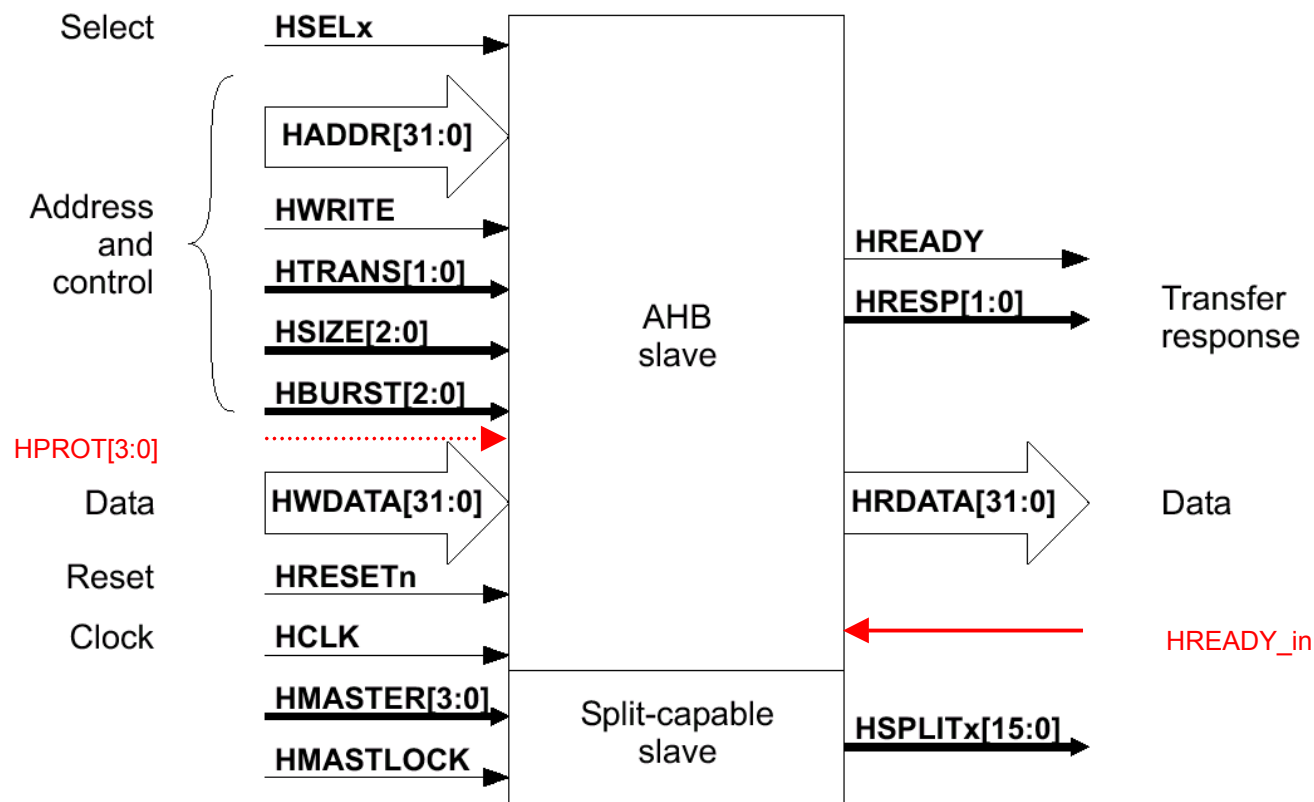 Select
HSELx
HADDR[31:0]
Address
and
control
HWRITE
HTRANS[1:0]
HSIZE[2:0]
HBURST[2:0]
HPROT[3:0]
Data
HWDATA[31:0]
Reset
HRESETn
Clock
HCLK
HMASTER[3:0]
HMASTLOCK
AHB
slave
Split-capable
slave
HREADY
HRESP[1:0]
Transfer
response
HRDATA[31:0]
Data
HREADY_in
HSPLITx[15:0]